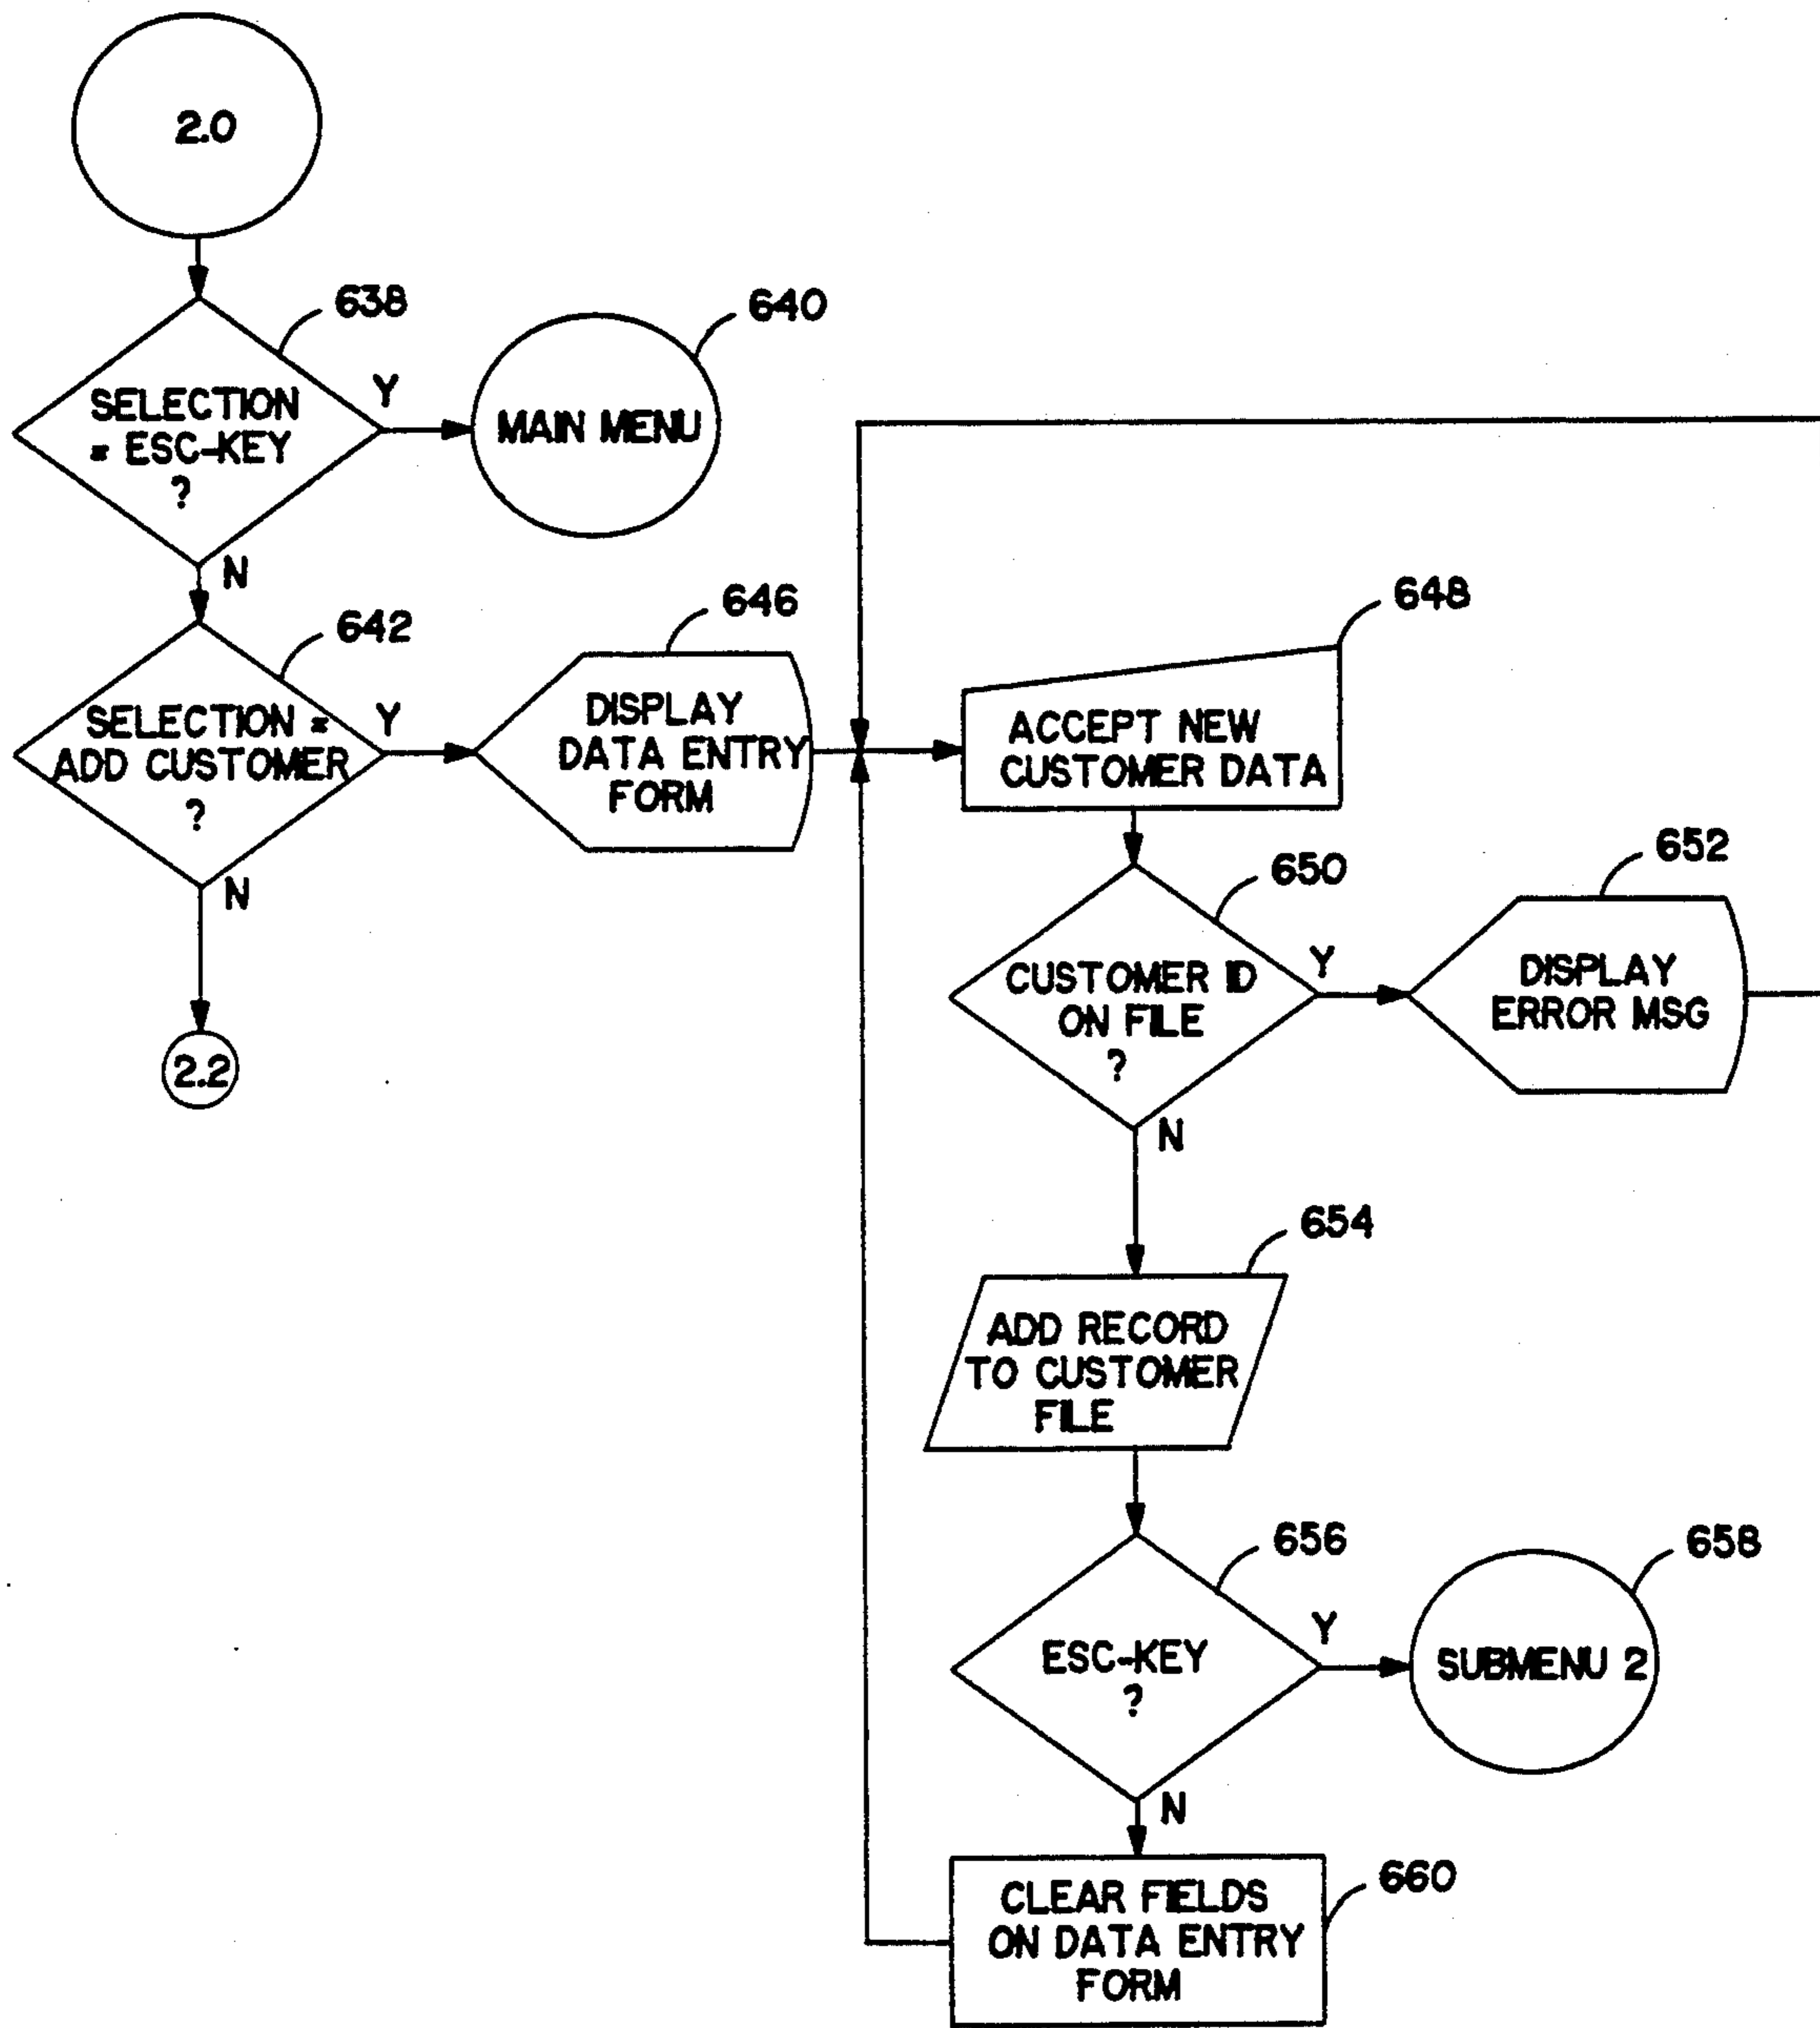 2.0
638
SELECTION
= ESC-KEY
?
Y
N
640
MAIN MENU
642
SELECTION =
ADD CUSTOMER
?
Y
N
2.2
646
DISPLAY
DATA ENTRY
FORM
648
ACCEPT NEW
CUSTOMER DATA
650
CUSTOMER ID
ON FILE
?
Y
N
652
DISPLAY
ERROR MSG
654
ADD RECORD
TO CUSTOMER
FILE
656
ESC-KEY
?
Y
N
658
SUBMENU 2
660
CLEAR FIELDS
ON DATA ENTRY
FORM